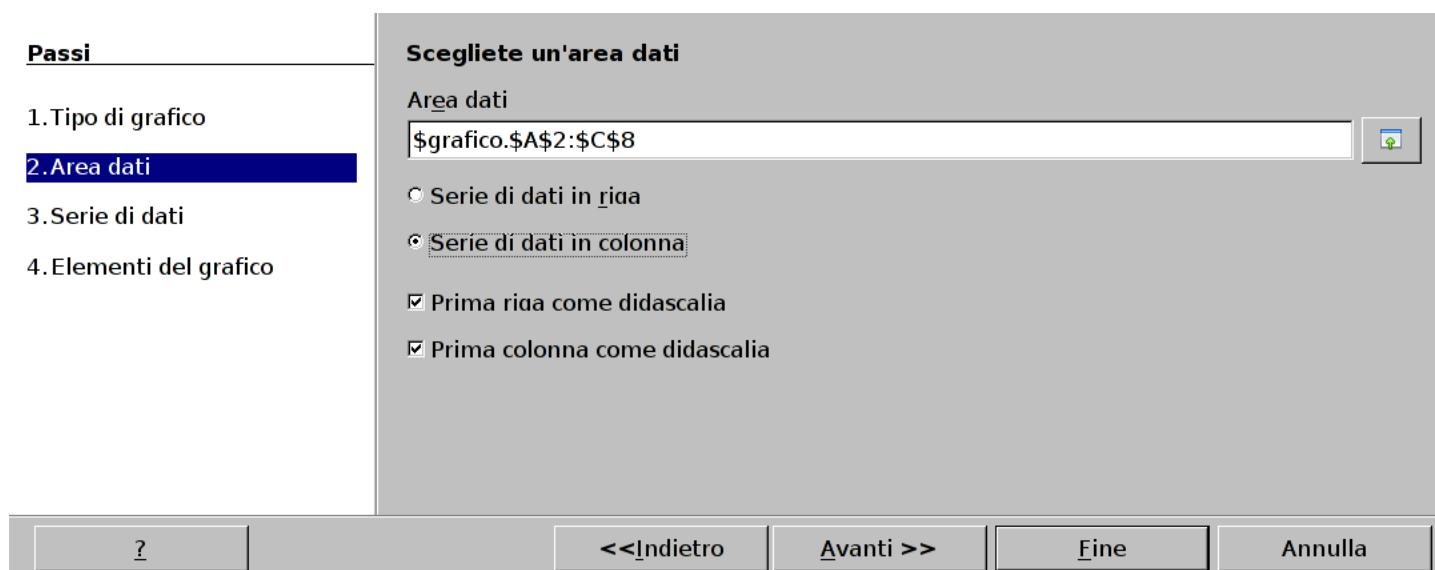 Passi
1.Tipo di grafico
2.Area dati
3.Serie di dati
4.Elementi del grafico
Scegliete un'area dati
Area dati
$grafico.$A$2:$C$8
Serie di dati in riga
Serie di dati in colonna
Prima riga come didascalia
Prima colonna come didascalia
? <<Indietro Avanti >> Fine Annulla